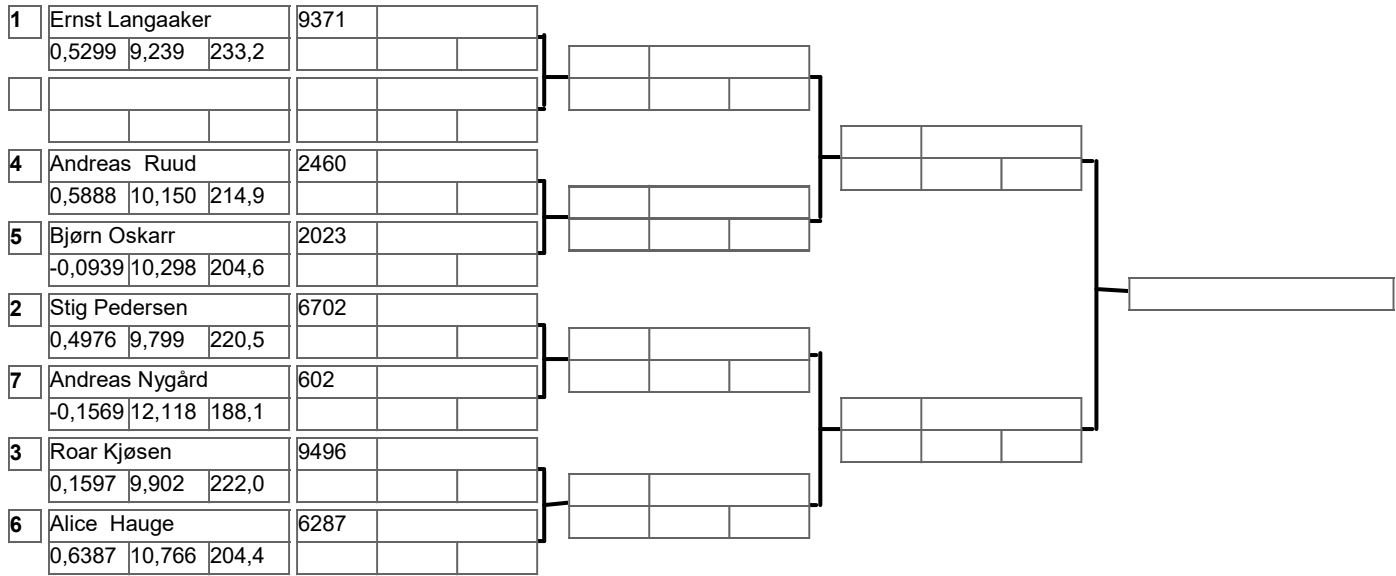 1 Ernst Langaaker 9371
0,5299 9,239 233,2
4 Andreas  Ruud 2460
0,5888 10,150 214,9
5 Bjørn Oskarr 2023
-0,0939 10,298 204,6
2 Stig Pedersen 6702
0,4976 9,799 220,5
7 Andreas Nygård 602
-0,1569 12,118 188,1
3 Roar Kjøsen 9496
0,1597 9,902 222,0
6 Alice  Hauge 6287
0,6387 10,766 204,4